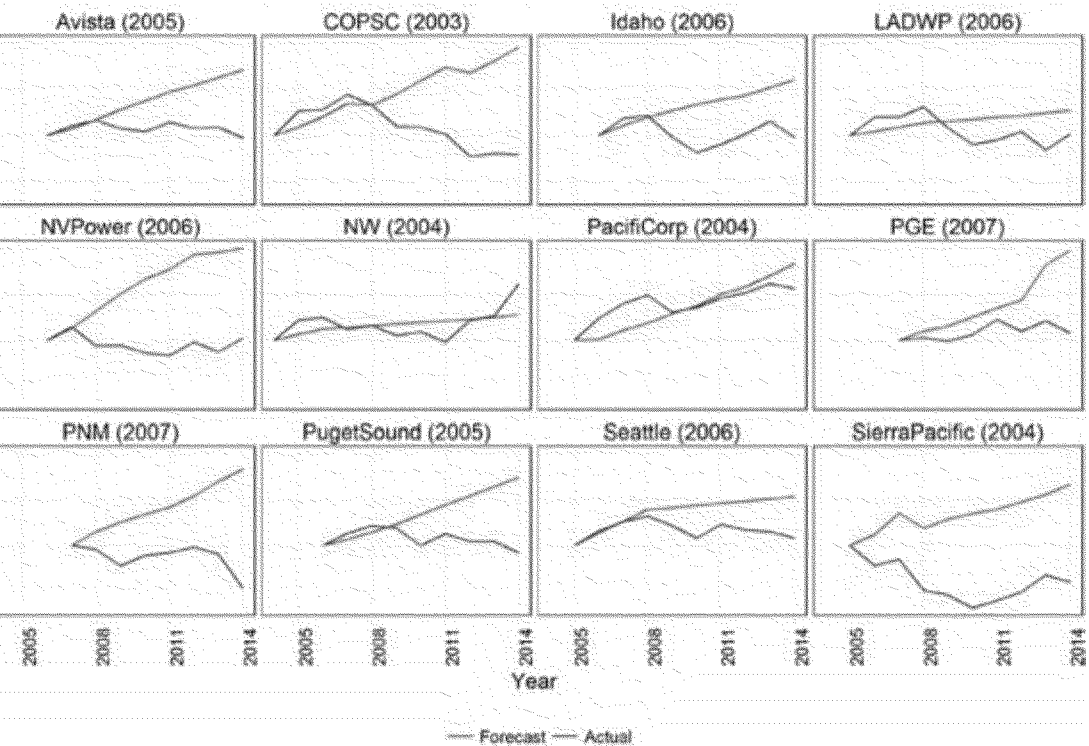 Avista (2005) COPSC (2003) Idaho (2006) LADWP (2006)
NVPower (2006) NW (2004) PacifiCorp (2004) PGE (2007)
PNM (2007) PugetSound (2005) Seattle (2006) SierraPacific (2004)
2005 2008 2011 2014 2005 2008 2011 2014 2005 2008 2011 2014 2005 2008 2011 2014
Year
Forecast Actual